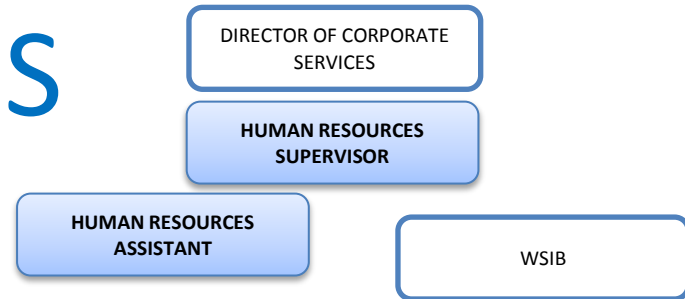 S
DIRECTOR OF CORPORATE
SERVICES
HUMAN RESOURCES
SUPERVISOR
HUMAN RESOURCES
ASSISTANT
WSIB